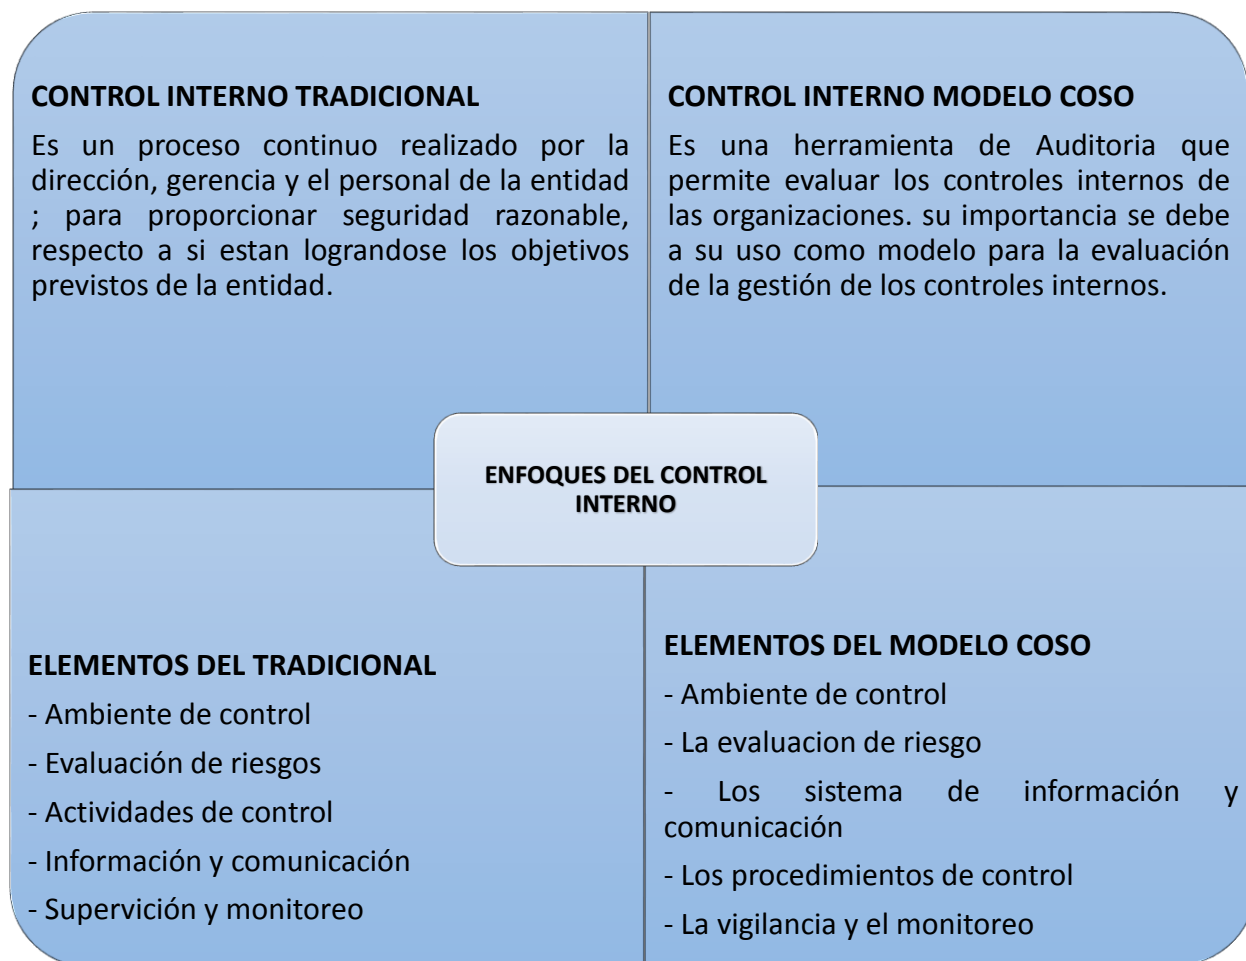 CONTROL INTERNO TRADICIONAL
Es un proceso continuo realizado por la
dirección, gerencia y el personal de la entidad
; para proporcionar seguridad razonable,
respecto a si estan lograndose los objetivos
previstos de la entidad.
CONTROL INTERNO MODELO COSO
Es una herramienta de Auditoria que
permite evaluar los controles internos de
las organizaciones. su importancia se debe
a su uso como modelo para la evaluación
de la gestión de los controles internos.
ENFOQUES DEL CONTROL
INTERNO
ELEMENTOS DEL TRADICIONAL
- Ambiente de control
- Evaluación de riesgos
- Actividades de control
- Información y comunicación
- Supervición y monitoreo
ELEMENTOS DEL MODELO COSO
- Ambiente de control
- La evaluacion de riesgo
- Los sistema de información y
comunicación
- Los procedimientos de control
- La vigilancia y el monitoreo